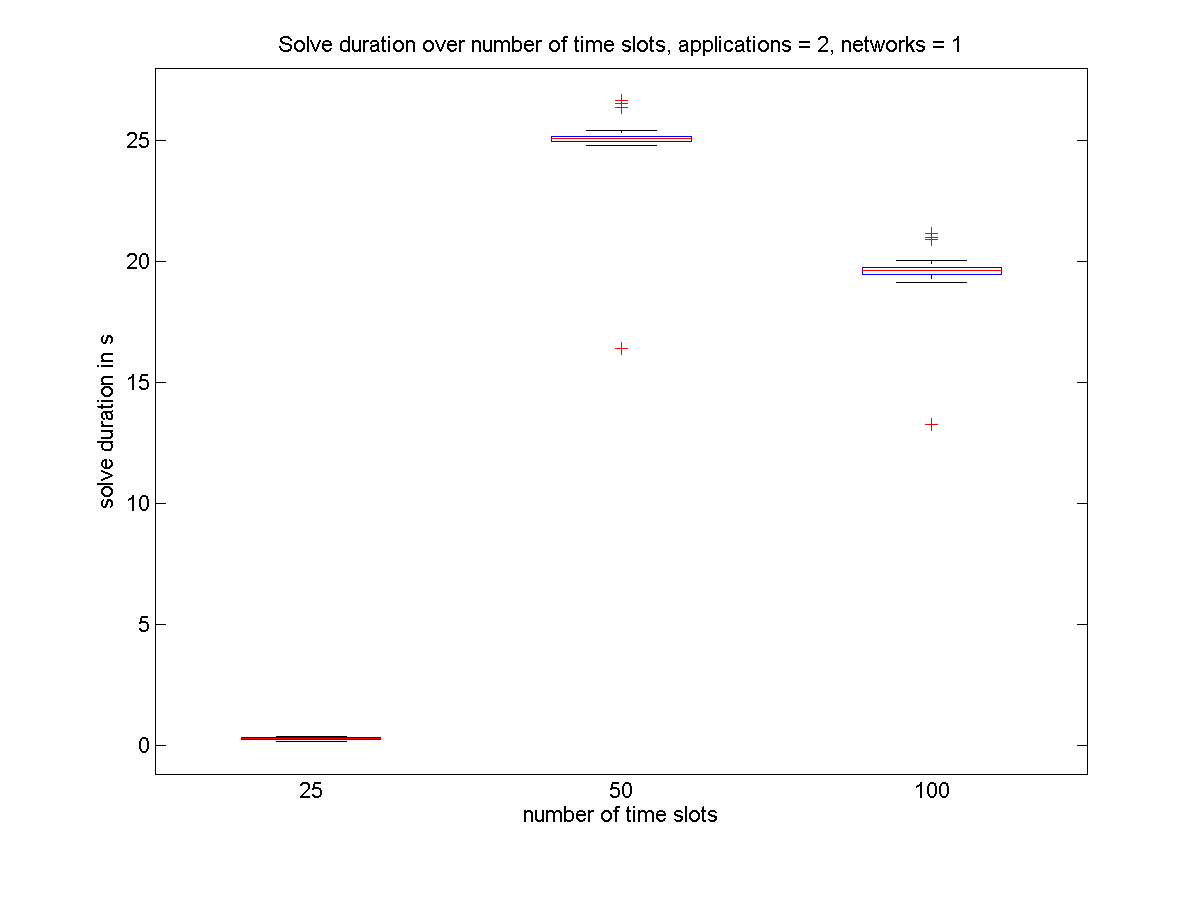 Solve duration over number of time slots, applications = 2, networks = 1
25
20
15
10
5
0
solve duration in s
25 50 100
number of time slots